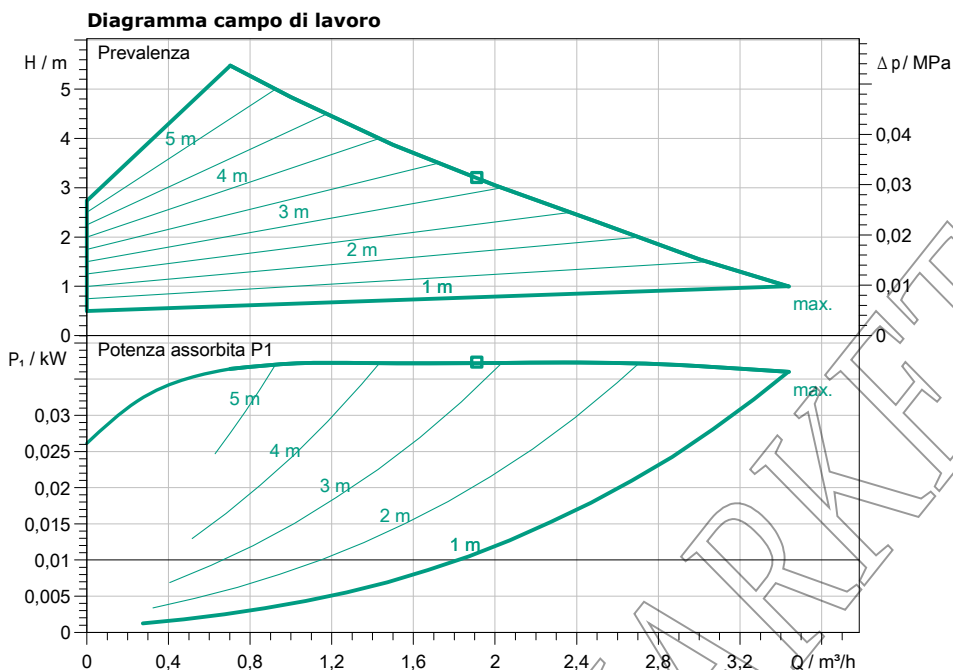 Diagramma campo di lavoro
H / m
Prevalenza
Δ p / MPa
5
4
3
2
1
0
0,04
0,03
0,02
0,01
0
5 m
4 m
3 m
2 m
1 m
max.
P₁ / kW
Potenza assorbita P1
0,03
0,025
0,02
0,015
0,01
0,005
0
5 m
4 m
3 m
2 m
1 m
max.
0
0,4
0,8
1,2
1,6
2
2,4
2,8
3,2
Q / m³/h
ARKET